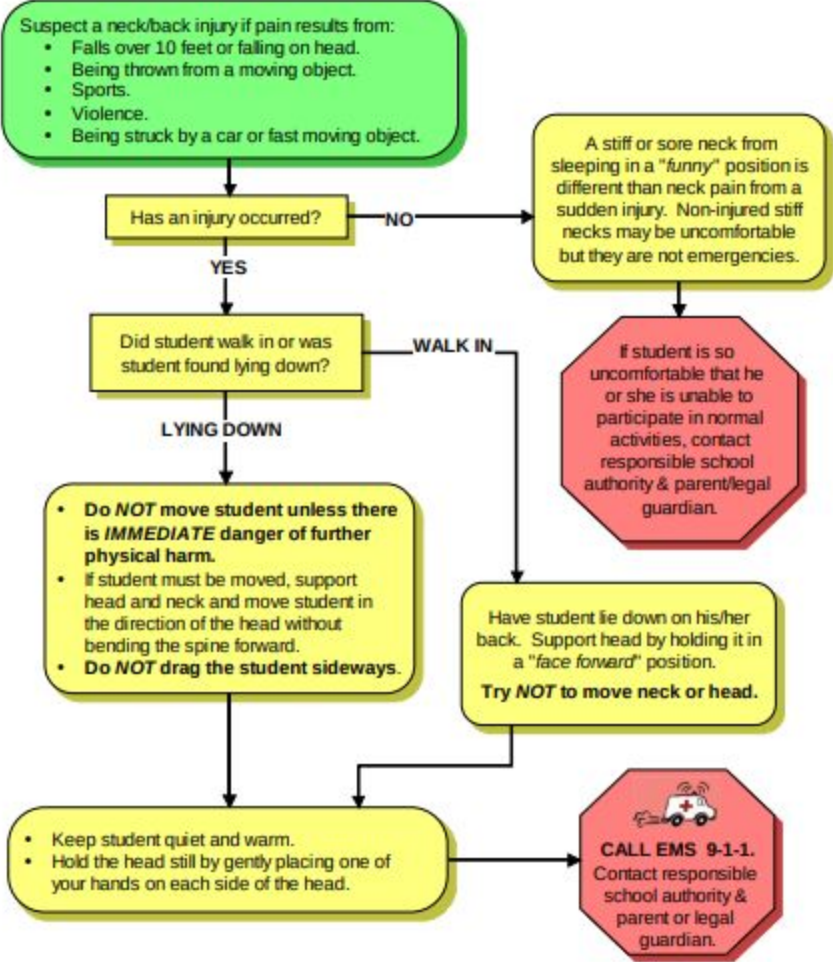 Suspect a neck/back injury if pain results from:
• Falls over 10 feet or falling on head.
• Being thrown from a moving object.
• Sports.
• Violence.
• Being struck by a car or fast moving object.
A stiff or sore neck from
sleeping in a "funny" position is
different than neck pain from a
sudden injury. Non-injured stiff
necks may be uncomfortable
but they are not emergencies.
Has an injury occurred?
NO
YES
Did student walk in or was
student found lying down?
WALK IN
If student is so
uncomfortable that he
or she is unable to
participate in normal
activities, contact
responsible school
authority & parent/legal
guardian.
LYING DOWN
• Do NOT move student unless there
is IMMEDIATE danger of further
physical harm.
• If student must be moved, support
head and neck and move student in
the direction of the head without
bending the spine forward.
• Do NOT drag the student sideways.
Have student lie down on his/her
back. Support head by holding it in
a "face forward" position.
Try NOT to move neck or head.
• Keep student quiet and warm.
• Hold the head still by gently placing one of
your hands on each side of the head.
CALL EMS 9-1-1.
Contact responsible
school authority &
parent or legal
guardian.